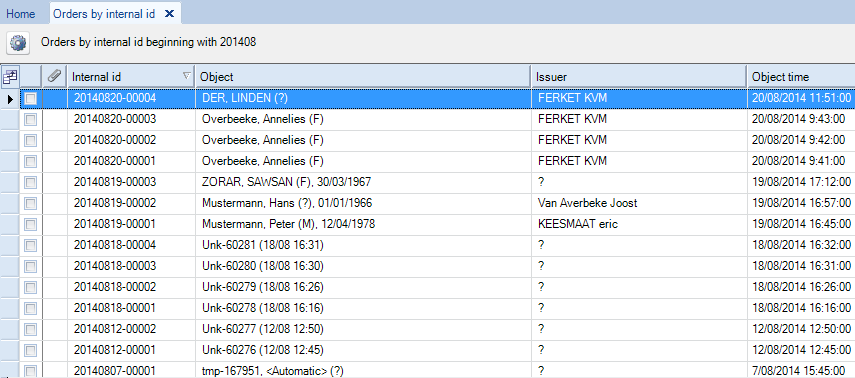 Home Orders by internal id X
Orders by internal id beginning with 201408
Internal id Object Issuer Object time
20140820-00004 DER, LINDEN (?) FERKET KVM 20/08/2014 11:51:00
20140820-00003 Overbeeke, Annelies (F) FERKET KVM 20/08/2014 9:43:00
20140820-00002 Overbeeke, Annelies (F) FERKET KVM 20/08/2014 9:42:00
20140820-00001 Overbeeke, Annelies (F) FERKET KVM 20/08/2014 9:41:00
20140819-00003 ZORAR, SAWSAN (F), 30/03/1967 ? 19/08/2014 17:12:00
20140819-00002 Mustermann, Hans (?), 01/01/1966 Van Averbeke Joost 19/08/2014 16:57:00
20140819-00001 Mustermann, Peter (M), 12/04/1978 KEESMAAT eric 19/08/2014 16:45:00
20140818-00004 Unk-60281 (18/08 16:31) ? 18/08/2014 16:32:00
20140818-00003 Unk-60280 (18/08 16:30) ? 18/08/2014 16:31:00
20140818-00002 Unk-60279 (18/08 16:26) ? 18/08/2014 16:26:00
20140818-00001 Unk-60278 (18/08 16:16) ? 18/08/2014 16:16:00
20140812-00002 Unk-60277 (12/08 12:50) ? 12/08/2014 12:50:00
20140812-00001 Unk-60276 (12/08 12:45) ? 12/08/2014 12:45:00
20140807-00001 tmp-167951, <Automatic> (?) ? 7/08/2014 15:45:00